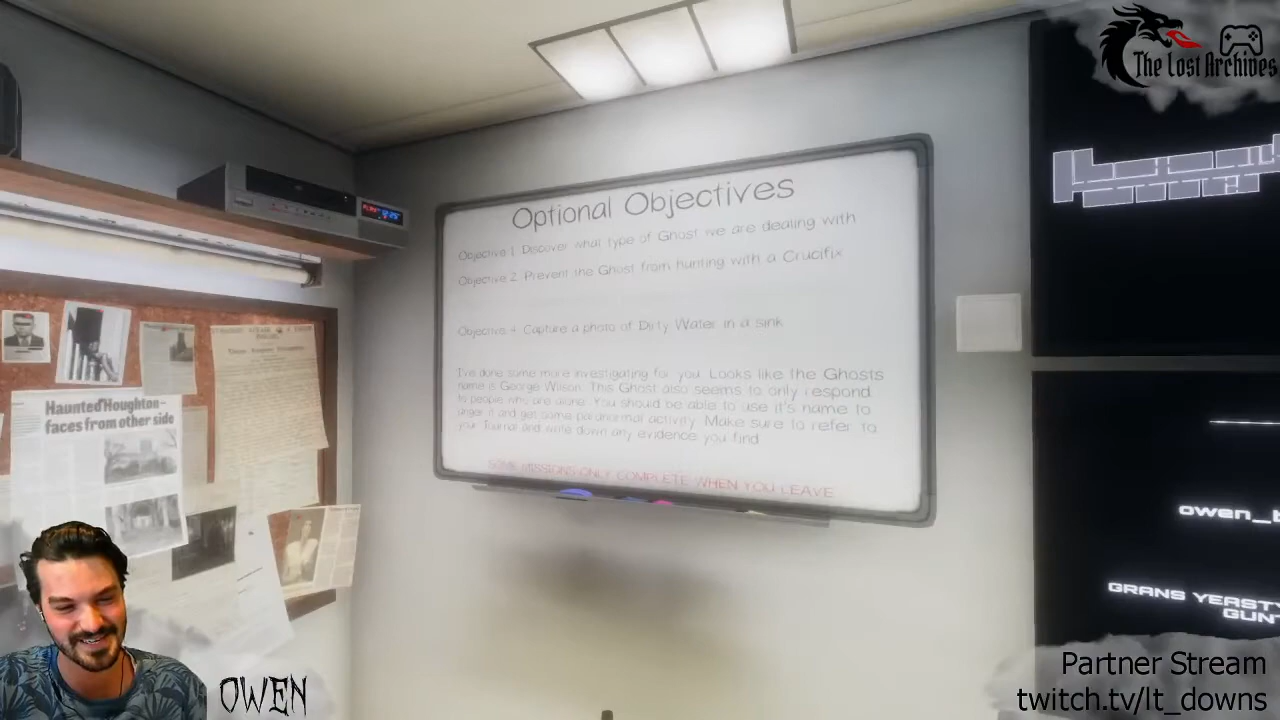 The Lost Archives
Optional Objectives
Objective 1. Discover what type of Ghost we are dealing with
Objective 2. Prevent the Ghost from hunting with a Crucifix
Objective 4. Capture a photo of Dirty Water in a sink
I've done some more investigating for you. Looks like the Ghosts
name is George Wilson. This Ghost also seems to only respond
to people who are alone. You should be able to use it's name to
anger it and get some paranormal activity. Make sure to refer to
your Journal and write down any evidence you find
SOME MISSIONS ONLY COMPLETE WHEN YOU LEAVE
Haunted Houghton-
faces from other side
owen_
GRANS YEAST
GUNT
OWEN
Partner Stream
twitch.tv/lt_downs